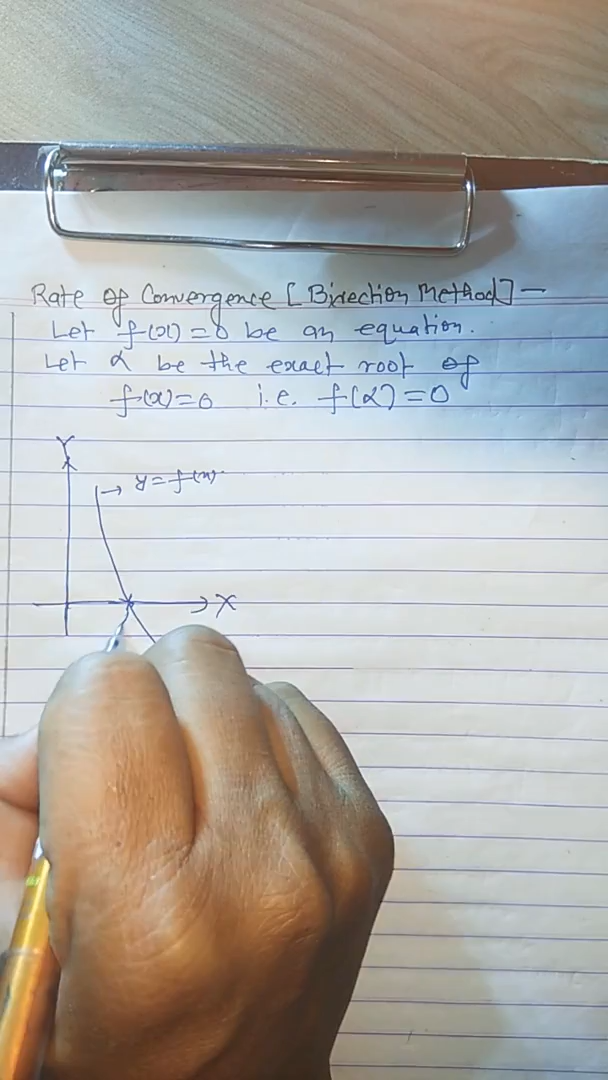 Rate of Convergence [Bisection Method] —
Let f(x) = 0 be an equation.
Let α be the exact root of
f(x) = 0 i.e. f(α) = 0
Y
→ y = f(x).
X